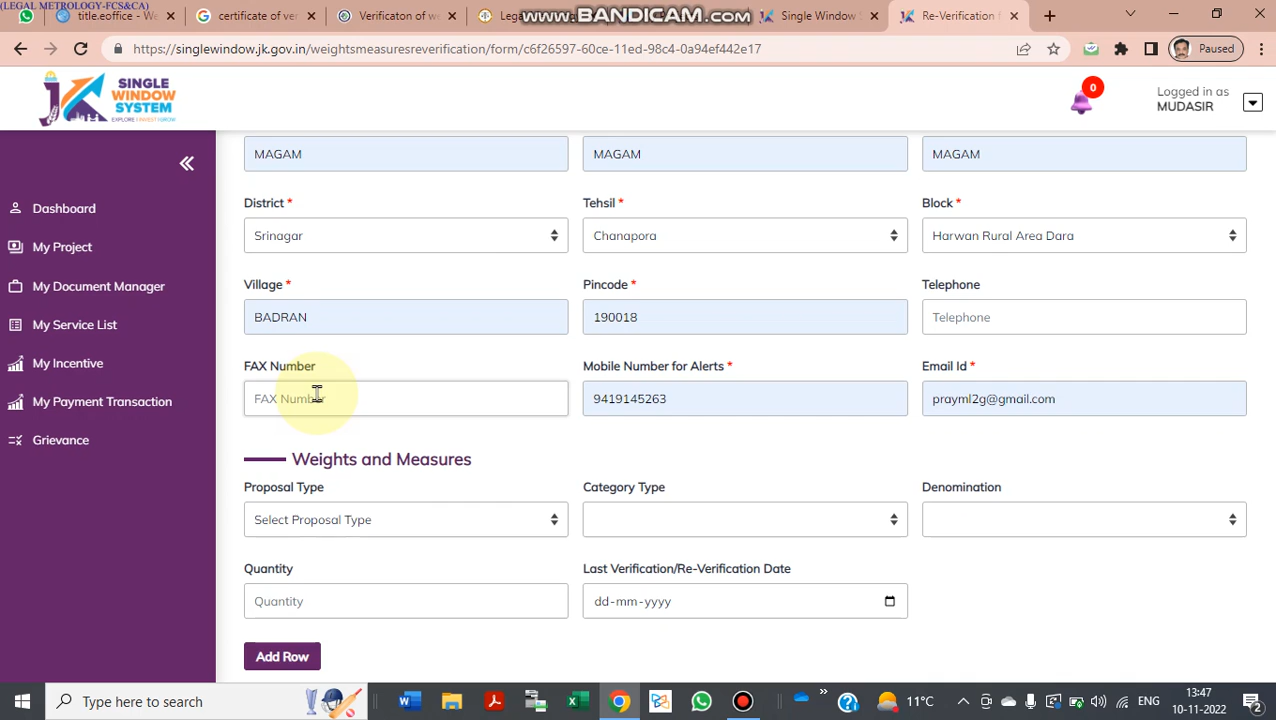 (LEGAL METROLOGY-FCS&CA)
title.eoffice
certificate of
Verificaiton of w
Leg
WWW.BANDICAM.COM
Single Window
Re-Verification f
https://singlewindow.jk.gov.in/weightsmeasuresreverification/form/c6f26597-60ce-11ed-98c4-0a94ef442e17
Paused
SINGLE
WINDOW
SYSTEM
EXPLORE | INVEST | GROW
0
Logged in as
MUDASIR
Dashboard
My Project
My Document Manager
My Service List
My Incentive
My Payment Transaction
Grievance
MAGAM
MAGAM
MAGAM
District *
Tehsil *
Block *
Srinagar
Chanapora
Harwan Rural Area Dara
Village *
Pincode *
Telephone
BADRAN
190018
Telephone
FAX Number
Mobile Number for Alerts *
Email Id *
FAX Number
9419145263
prayml2g@gmail.com
Weights and Measures
Proposal Type
Category Type
Denomination
Select Proposal Type
Quantity
Last Verification/Re-Verification Date
Quantity
dd-mm-yyyy
Add Row
Type here to search
11°C
ENG
13:47
10-11-2022
2